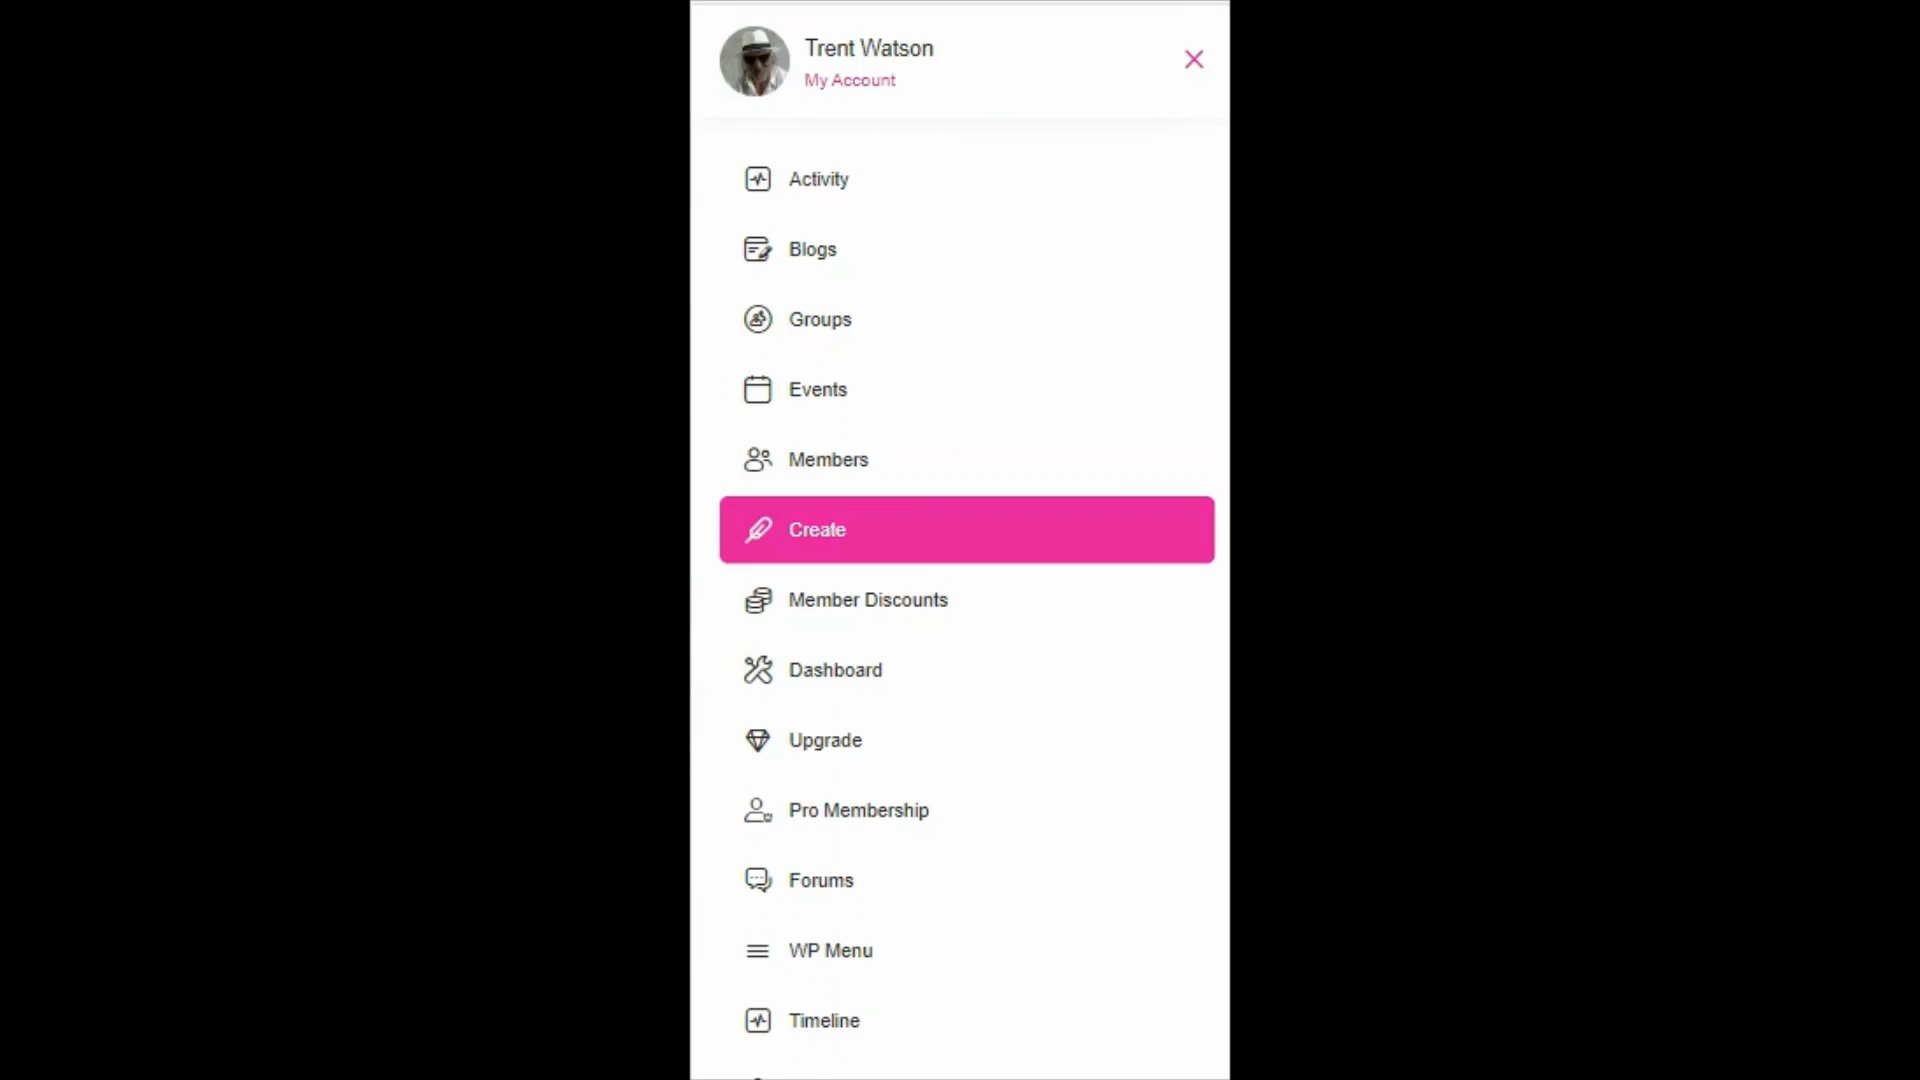 Trent Watson
My Account
Activity
Blogs
Groups
Events
Members
Create
Member Discounts
Dashboard
Upgrade
Pro Membership
Forums
WP Menu
Timeline